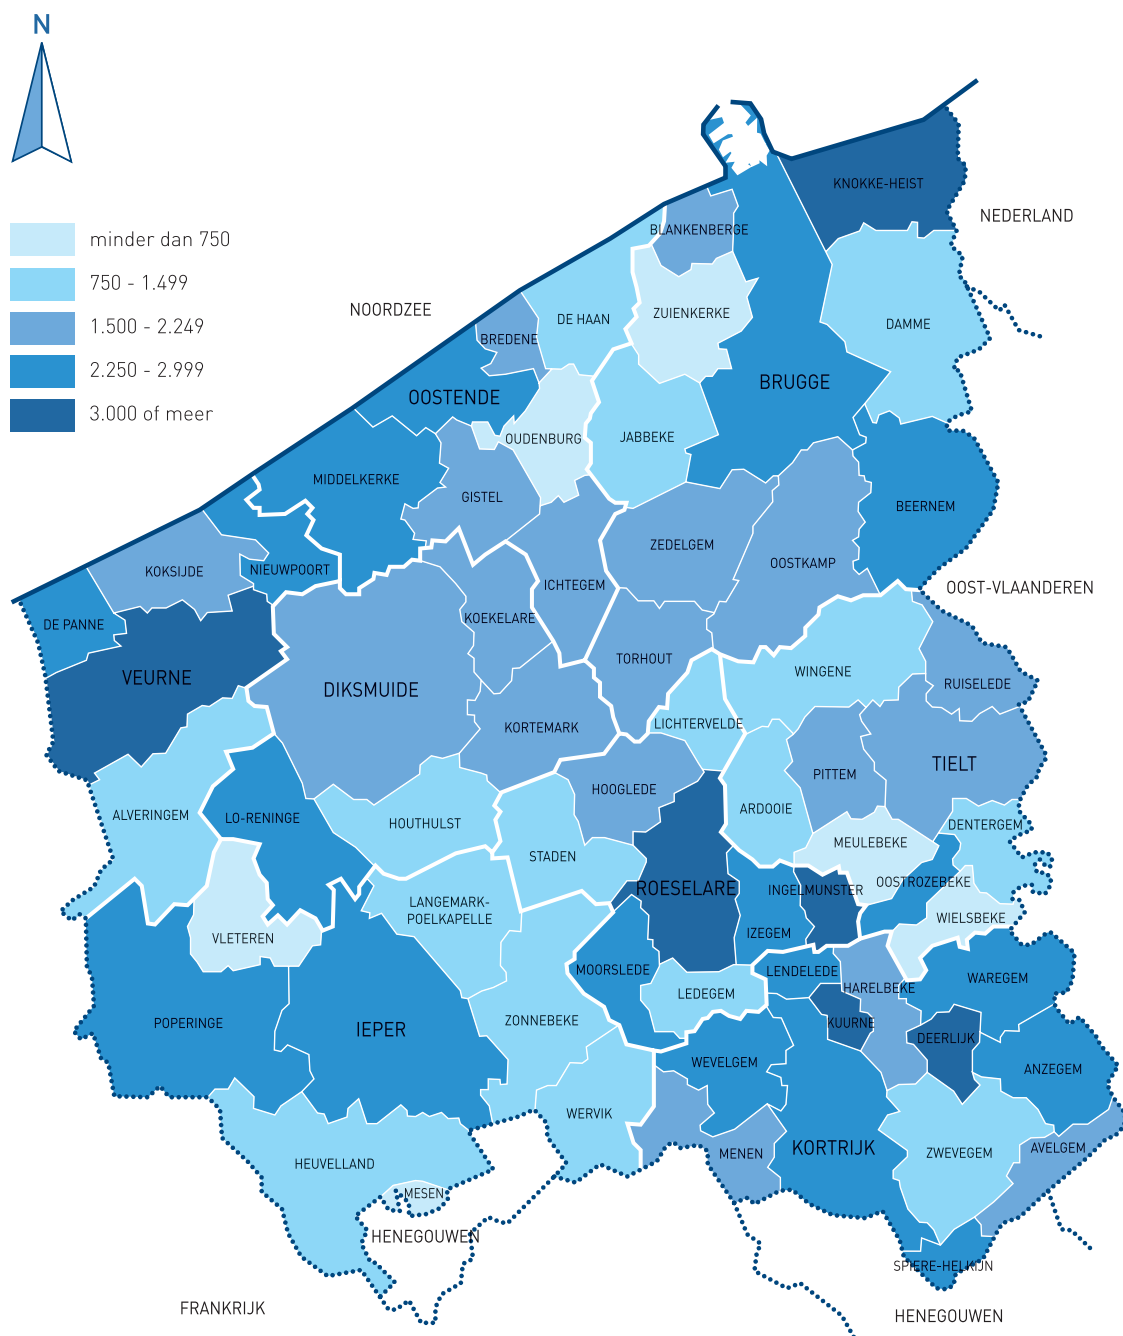 N
minder dan 750
750 - 1.499
1.500 - 2.249
2.250 - 2.999
3.000 of meer
KNOKKE-HEIST
NEDERLAND
BLANKENBERGE
NOORDZEE
ZUIENKERKE
DE HAAN
DAMME
BREDENE
BRUGGE
OOSTENDE
OUDENBURG
JABBEKE
MIDDELKERKE
GISTEL
BEERNEM
ZEDELGEM
OOSTKAMP
KOKSIJDE
NIEUWPOORT
ICHTEGEM
OOST-VLAANDEREN
DE PANNE
KOEKELARE
TORHOUT
VEURNE
DIKSMUIDE
WINGENE
RUISELEDE
KORTEMARK
LICHTERVELDE
TIELT
PITTEM
HOOGLEDE
ARDOOIE
ALVERINGEM
LO-RENINGE
HOUTHULST
DENTERGEM
MEULEBEKE
STADEN
ROESELARE
INGELMUNSTER
OOSTROZEBEKE
LANGEMARK-
POELKAPELLE
WIELSBEKE
VLETEREN
IZEGEM
MOORSLEDE
LENDELEDE
WAREGEM
HARELBEKE
LEDEGEM
POPERINGE
IEPER
ZONNEBEKE
KUURNE
DEERLIJK
WEVELGEM
ANZEGEM
WERVIK
KORTRIJK
AVELGEM
MENEN
ZWEVEGEM
HEUVELLAND
MESEN
HENEGOUWEN
SPIERE-HELKIJN
FRANKRIJK
HENEGOUWEN